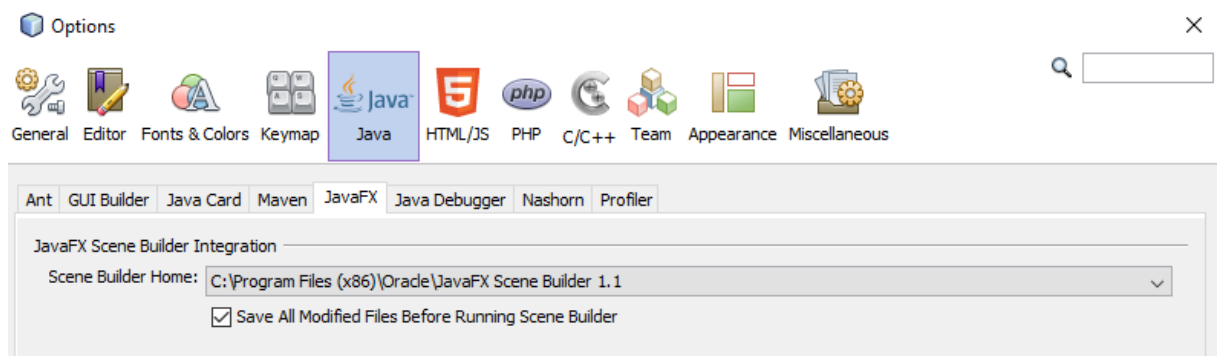 Options
Java
php
General Editor Fonts & Colors Keymap Java HTML/JS PHP C/C++ Team Appearance Miscellaneous
Ant GUI Builder Java Card Maven JavaFX Java Debugger Nashorn Profiler
JavaFX Scene Builder Integration
Scene Builder Home: C:\Program Files (x86)\Oracle\JavaFX Scene Builder 1.1
Save All Modified Files Before Running Scene Builder